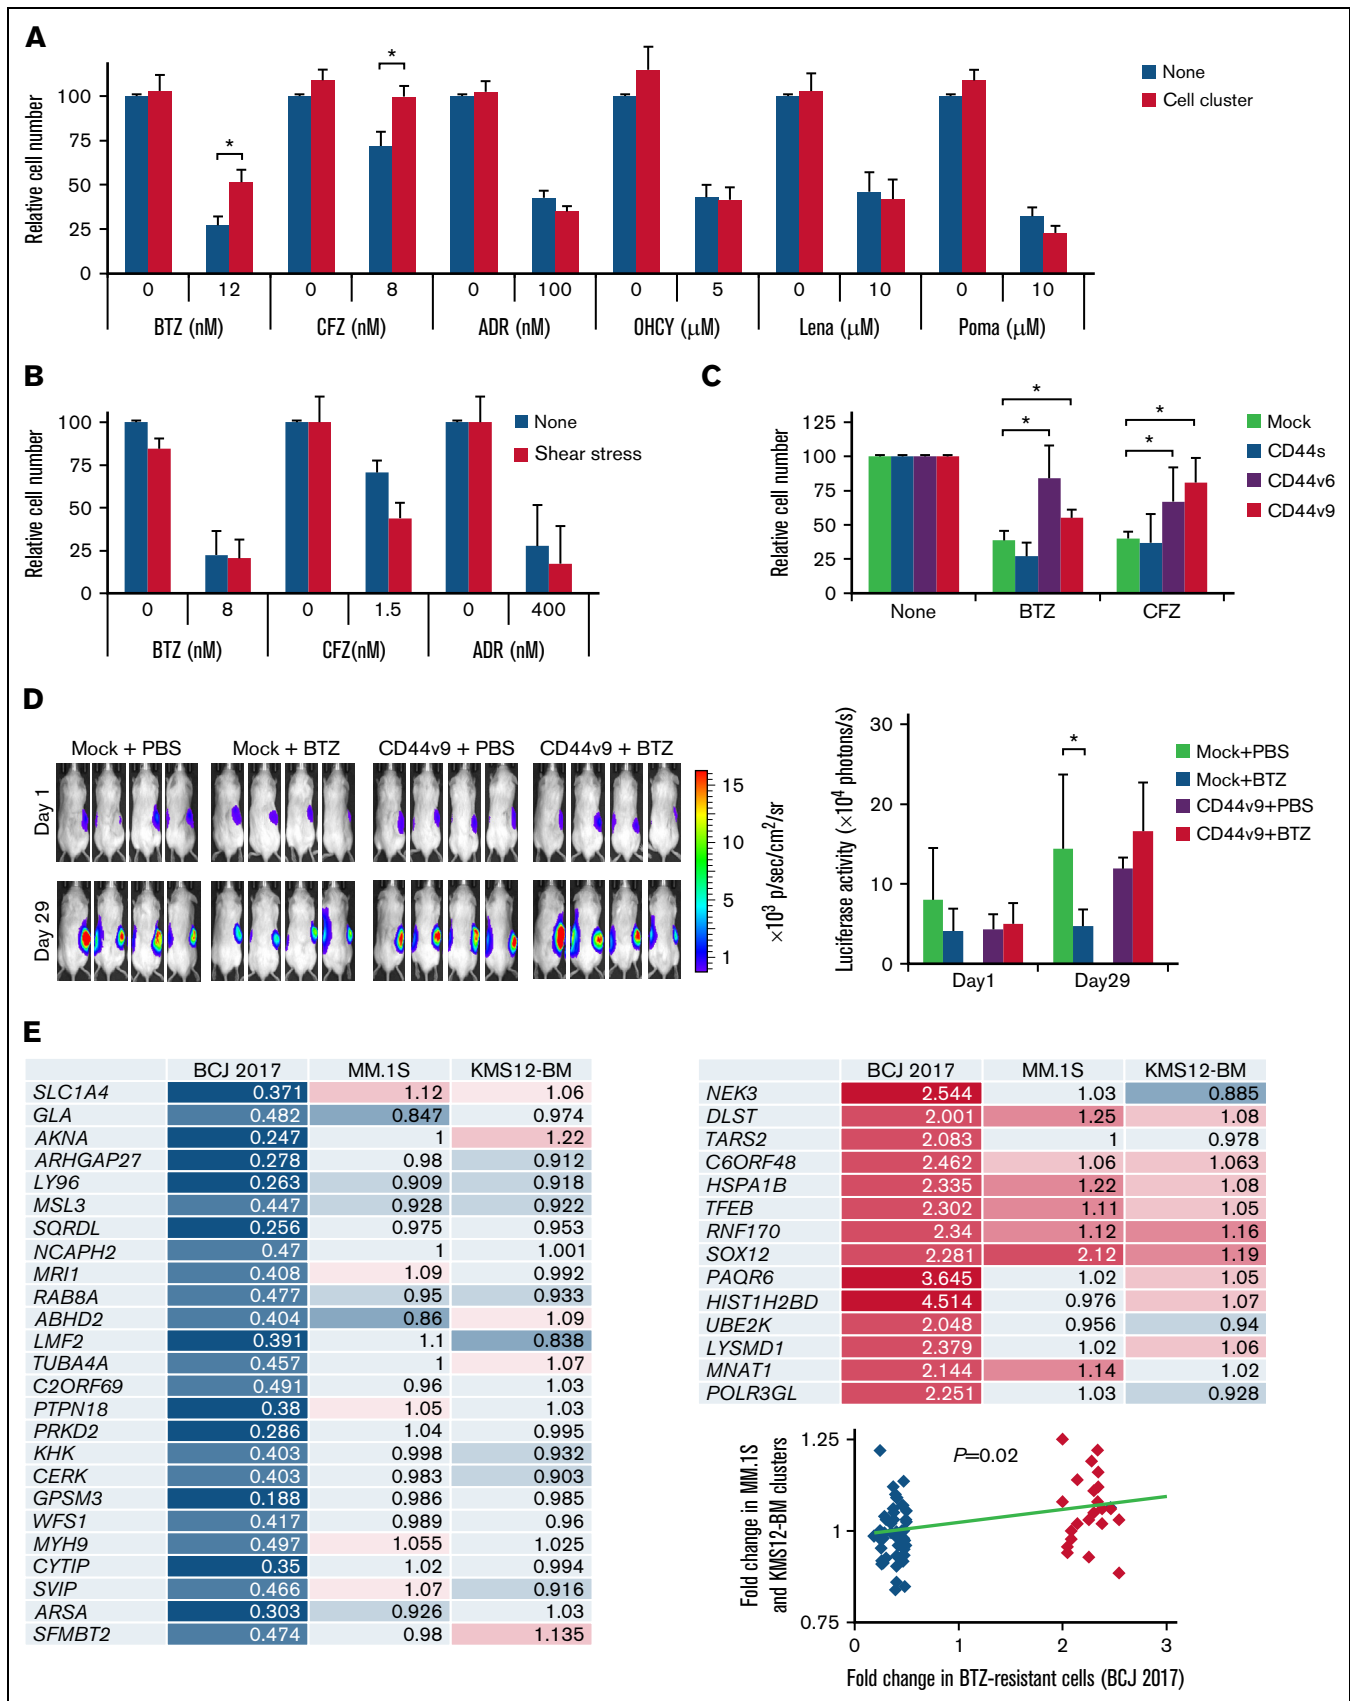 A
Relative cell number
100
75
50
25
0
*
*
None
Cell cluster
0 12 0 8 0 100 0 5 0 10 0 10
BTZ (nM) CFZ (nM) ADR (nM) OHCY (μM) Lena (μM) Poma (μM)
B
Relative cell number
100
75
50
25
0
None
Shear stress
0 8 0 1.5 0 400
BTZ (nM) CFZ(nM) ADR (nM)
C
Relative cell number
125
100
75
50
25
0
*
*
*
*
Mock
CD44s
CD44v6
CD44v9
None BTZ CFZ
D
Mock + PBS Mock + BTZ CD44v9 + PBS CD44v9 + BTZ
Day 1
Day 29
15
10
5
1
×10³ p/sec/cm²/sr
Luciferase activity (×10⁴ photons/s)
30
20
10
0
*
Mock+PBS
Mock+BTZ
CD44v9+PBS
CD44v9+BTZ
Day1 Day29
E
BCJ 2017 MM.1S KMS12-BM
SLC1A4 0.371 1.12 1.06
GLA 0.482 0.847 0.974
AKNA 0.247 1 1.22
ARHGAP27 0.278 0.98 0.912
LY96 0.263 0.909 0.918
MSL3 0.447 0.928 0.922
SQRDL 0.256 0.975 0.953
NCAPH2 0.47 1 1.001
MRI1 0.408 1.09 0.992
RAB8A 0.477 0.95 0.933
ABHD2 0.404 0.86 1.09
LMF2 0.391 1.1 0.838
TUBA4A 0.457 1 1.07
C2ORF69 0.491 0.96 1.03
PTPN18 0.38 1.05 1.03
PRKD2 0.286 1.04 0.995
KHK 0.403 0.998 0.932
CERK 0.403 0.983 0.903
GPSM3 0.188 0.986 0.985
WFS1 0.417 0.989 0.96
MYH9 0.497 1.055 1.025
CYTIP 0.35 1.02 0.994
SVIP 0.466 1.07 0.916
ARSA 0.303 0.926 1.03
SFMBT2 0.474 0.98 1.135
BCJ 2017 MM.1S KMS12-BM
NEK3 2.544 1.03 0.885
DLST 2.001 1.25 1.08
TARS2 2.083 1 0.978
C6ORF48 2.462 1.06 1.063
HSPA1B 2.335 1.22 1.08
TFEB 2.302 1.11 1.05
RNF170 2.34 1.12 1.16
SOX12 2.281 2.12 1.19
PAQR6 3.645 1.02 1.05
HIST1H2BD 4.514 0.976 1.07
UBE2K 2.048 0.956 0.94
LYSMD1 2.379 1.02 1.06
MNAT1 2.144 1.14 1.02
POLR3GL 2.251 1.03 0.928
Fold change in MM.1S
and KMS12-BM clusters
1.25
1
0.75
P=0.02
0 1 2 3
Fold change in BTZ-resistant cells (BCJ 2017)